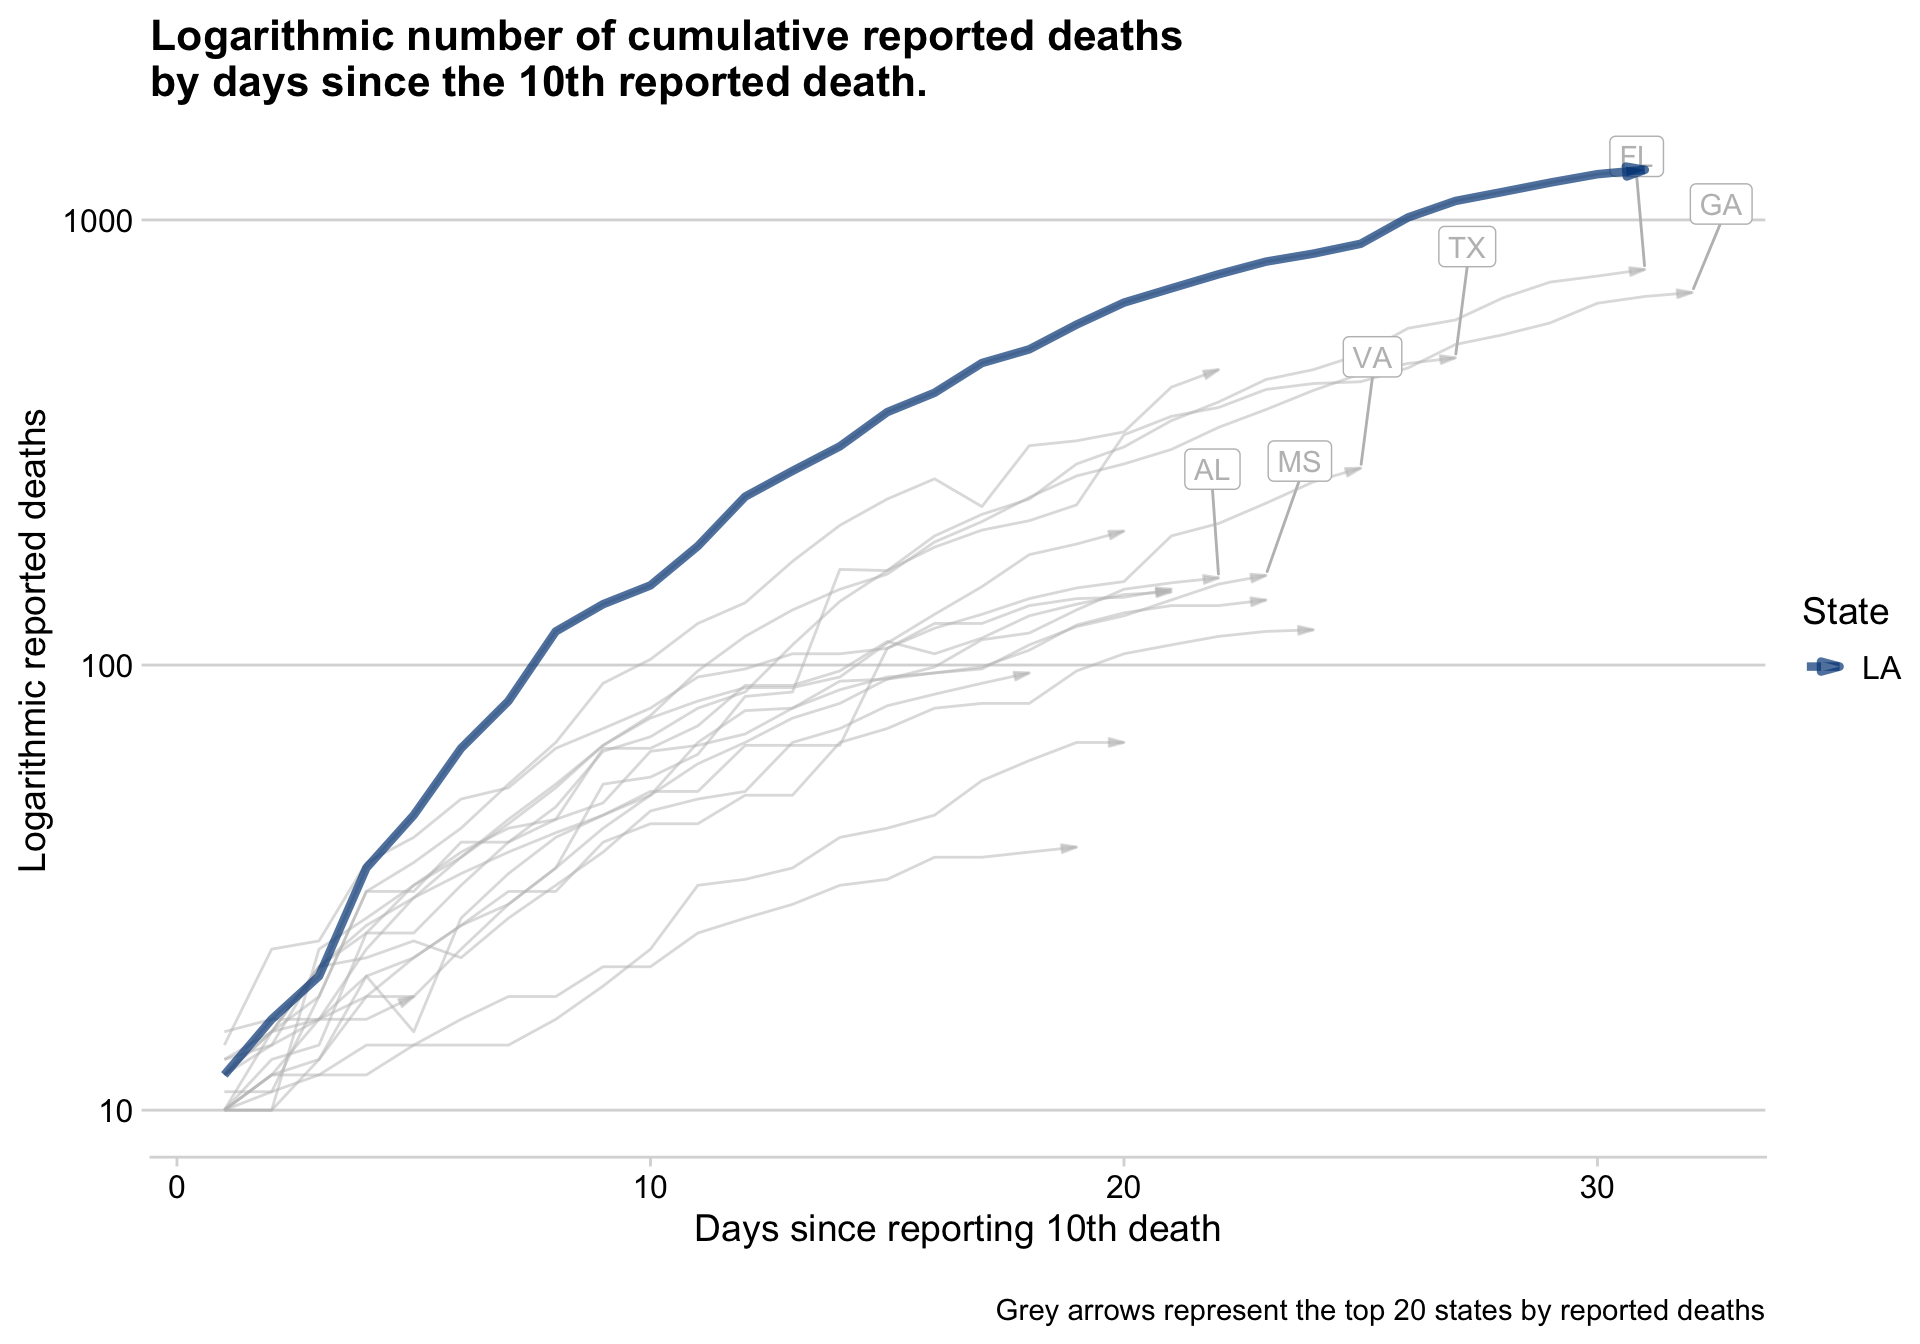 Logarithmic number of cumulative reported deaths
by days since the 10th reported death.
Logarithmic reported deaths
1000
100
10
FL
GA
TX
VA
AL
MS
State
LA
0
10
20
30
Days since reporting 10th death
Grey arrows represent the top 20 states by reported deaths